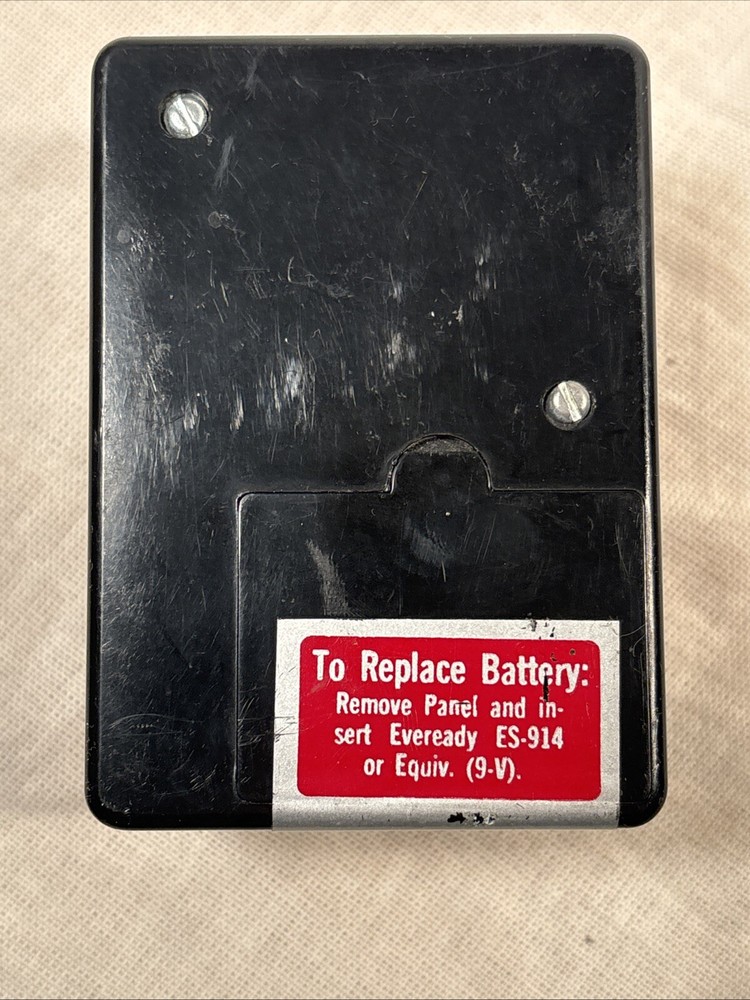 To Replace Battery:
Remove Panel and in-
sert Eveready ES-914
or Equiv. (9-V).